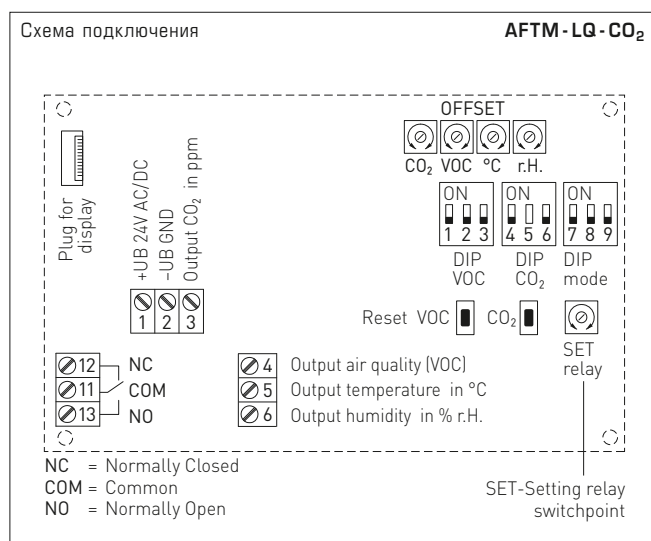 Схема подключения
AFTM - LQ - CO₂
OFFSET
CO₂ VOC °C r.H.
Plug for
display
+UB 24V AC/DC
–UB GND
Output CO₂ in ppm
1 2 3
ON
1 2 3
DIP
VOC
ON
4 5 6
DIP
CO₂
ON
7 8 9
DIP
mode
Reset VOC
CO₂
SET
relay
12 NC
11 COM
13 NO
4 Output air quality (VOC)
5 Output temperature in °C
6 Output humidity in % r.H.
NC = Normally Closed
COM = Common
NO = Normally Open
SET-Setting relay
switchpoint